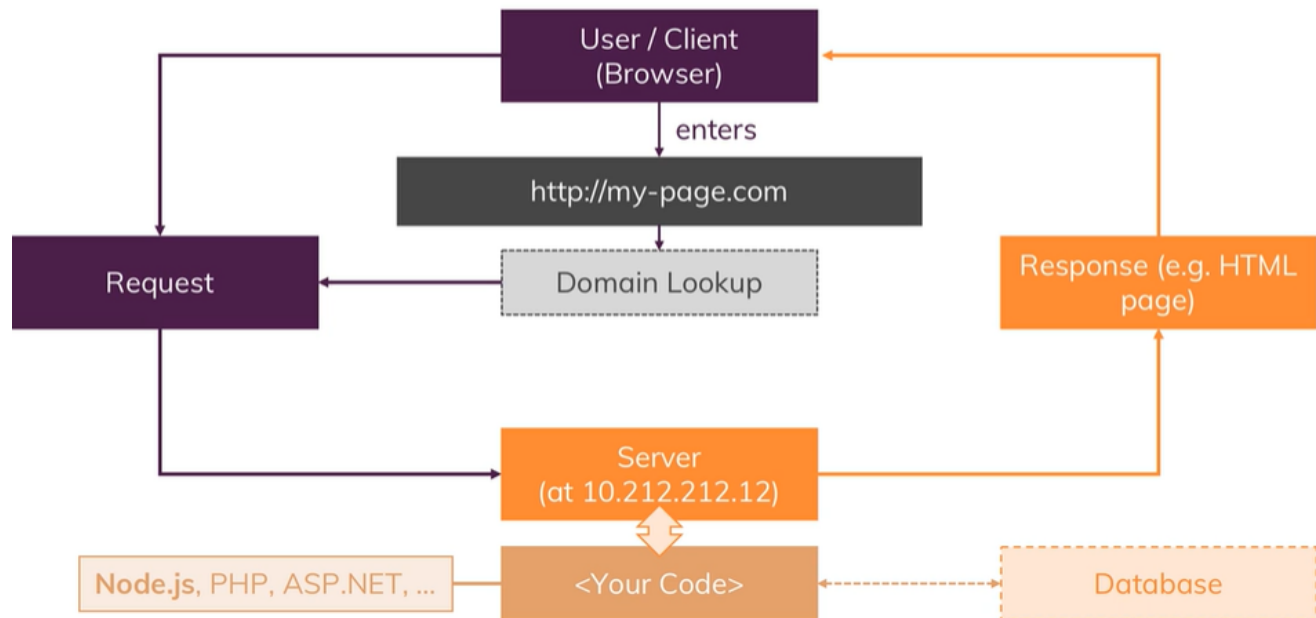 User / Client
(Browser)
enters
http://my-page.com
Request
Domain Lookup
Response (e.g. HTML
page)
Server
(at 10.212.212.12)
Node.js, PHP, ASP.NET, ...
<Your Code>
Database